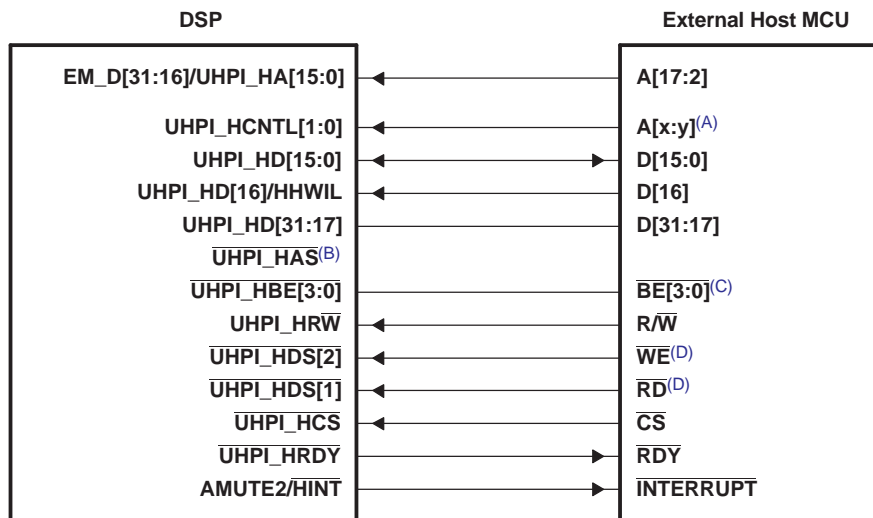 DSP External Host MCU
EM_D[31:16]/UHPI_HA[15:0] A[17:2]
UHPI_HCNTL[1:0] A[x:y](A)
UHPI_HD[15:0] D[15:0]
UHPI_HD[16]/HHWIL D[16]
UHPI_HD[31:17] D[31:17]
UHPI_HAS(B)
UHPI_HBE[3:0] BE[3:0](C)
UHPI_HRW R/W
UHPI_HDS[2] WE(D)
UHPI_HDS[1] RD(D)
UHPI_HCS CS
UHPI_HRDY RDY
AMUTE2/HINT INTERRUPT